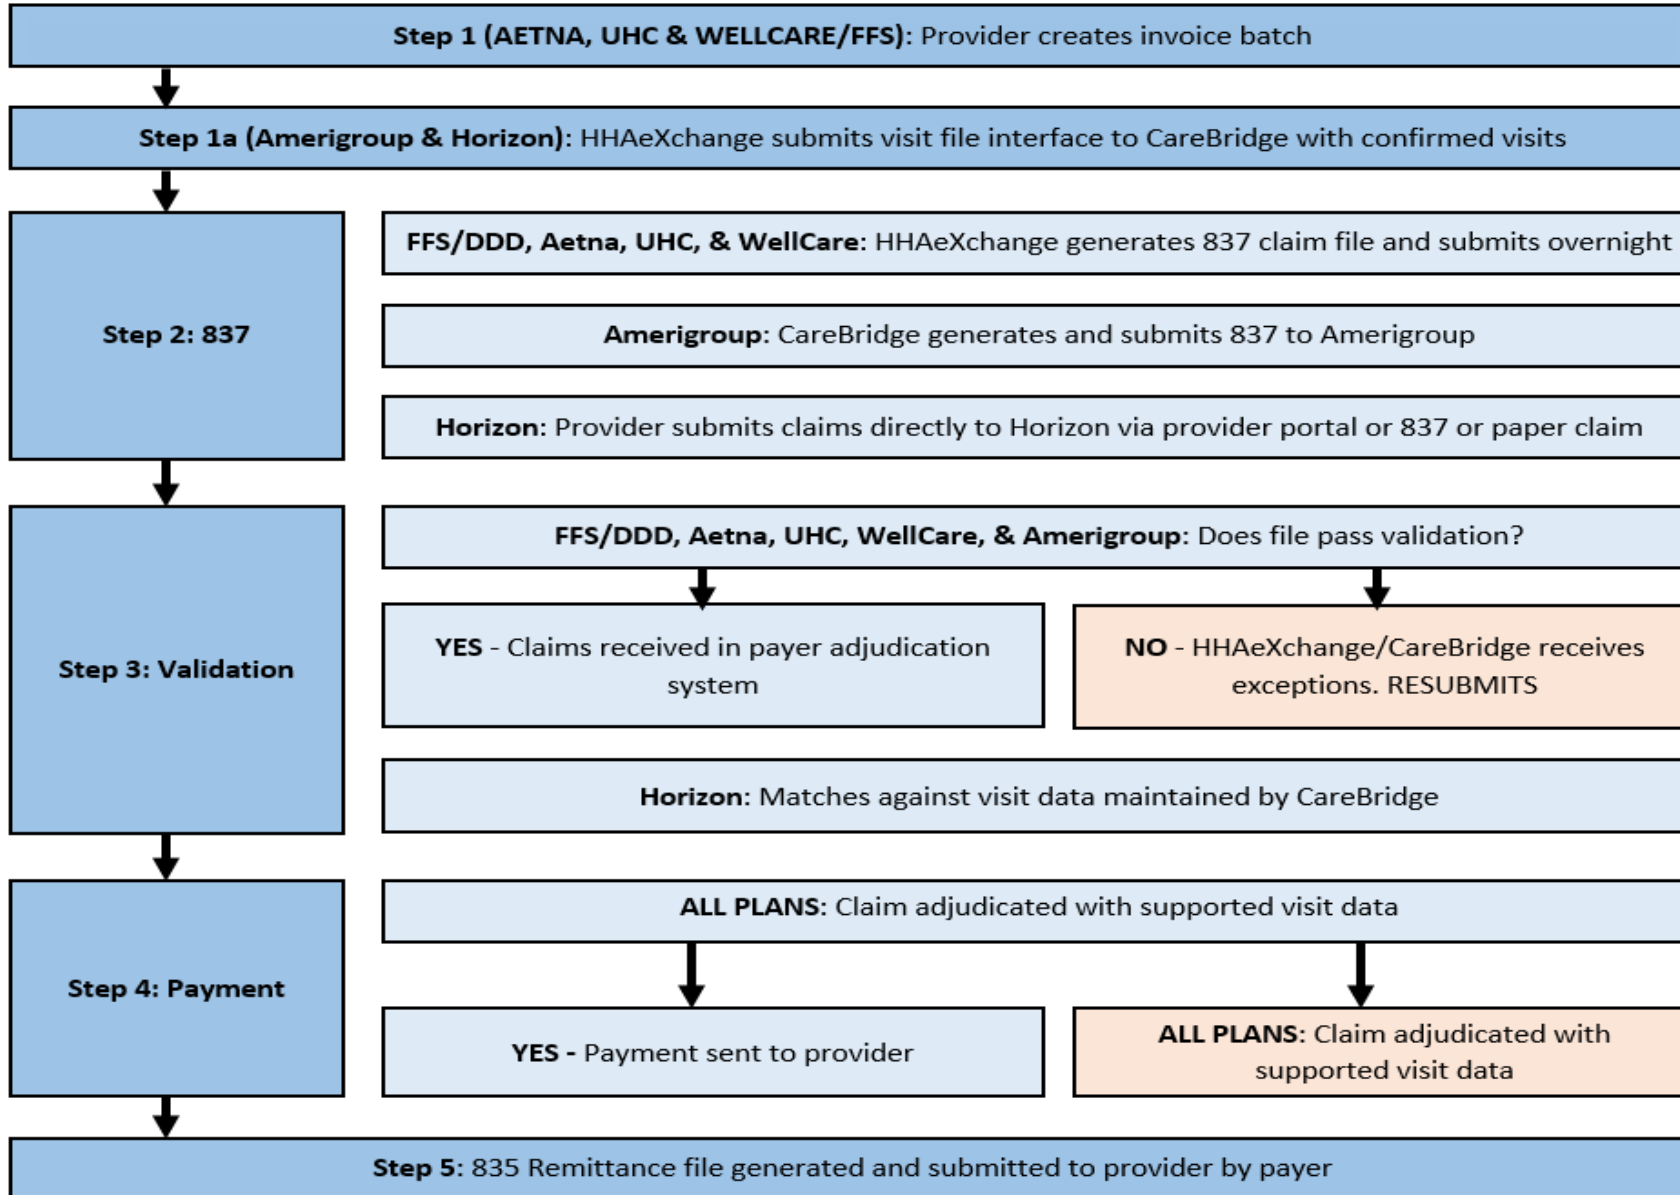 Step 1 (AETNA, UHC & WELLCARE/FFS): Provider creates invoice batch
Step 1a (Amerigroup & Horizon): HHAeXchange submits visit file interface to CareBridge with confirmed visits
Step 2: 837
FFS/DDD, Aetna, UHC, & WellCare: HHAeXchange generates 837 claim file and submits overnight
Amerigroup: CareBridge generates and submits 837 to Amerigroup
Horizon: Provider submits claims directly to Horizon via provider portal or 837 or paper claim
Step 3: Validation
FFS/DDD, Aetna, UHC, WellCare, & Amerigroup: Does file pass validation?
YES - Claims received in payer adjudication
system
NO - HHAeXchange/CareBridge receives
exceptions. RESUBMITS
Horizon: Matches against visit data maintained by CareBridge
Step 4: Payment
ALL PLANS: Claim adjudicated with supported visit data
YES - Payment sent to provider
ALL PLANS: Claim adjudicated with
supported visit data
Step 5: 835 Remittance file generated and submitted to provider by payer